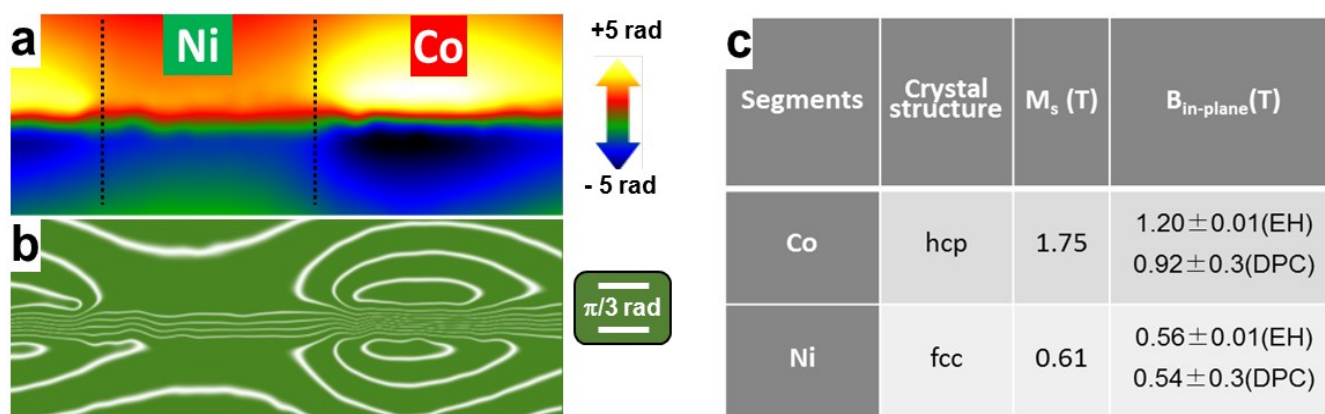 a
Ni
Co
+5 rad
- 5 rad
b
π/3 rad
c
Segments
Crystal
structure
Ms (T)
Bin-plane(T)
Co
hcp
1.75
1.20±0.01(EH)
0.92±0.3(DPC)
Ni
fcc
0.61
0.56±0.01(EH)
0.54±0.3(DPC)